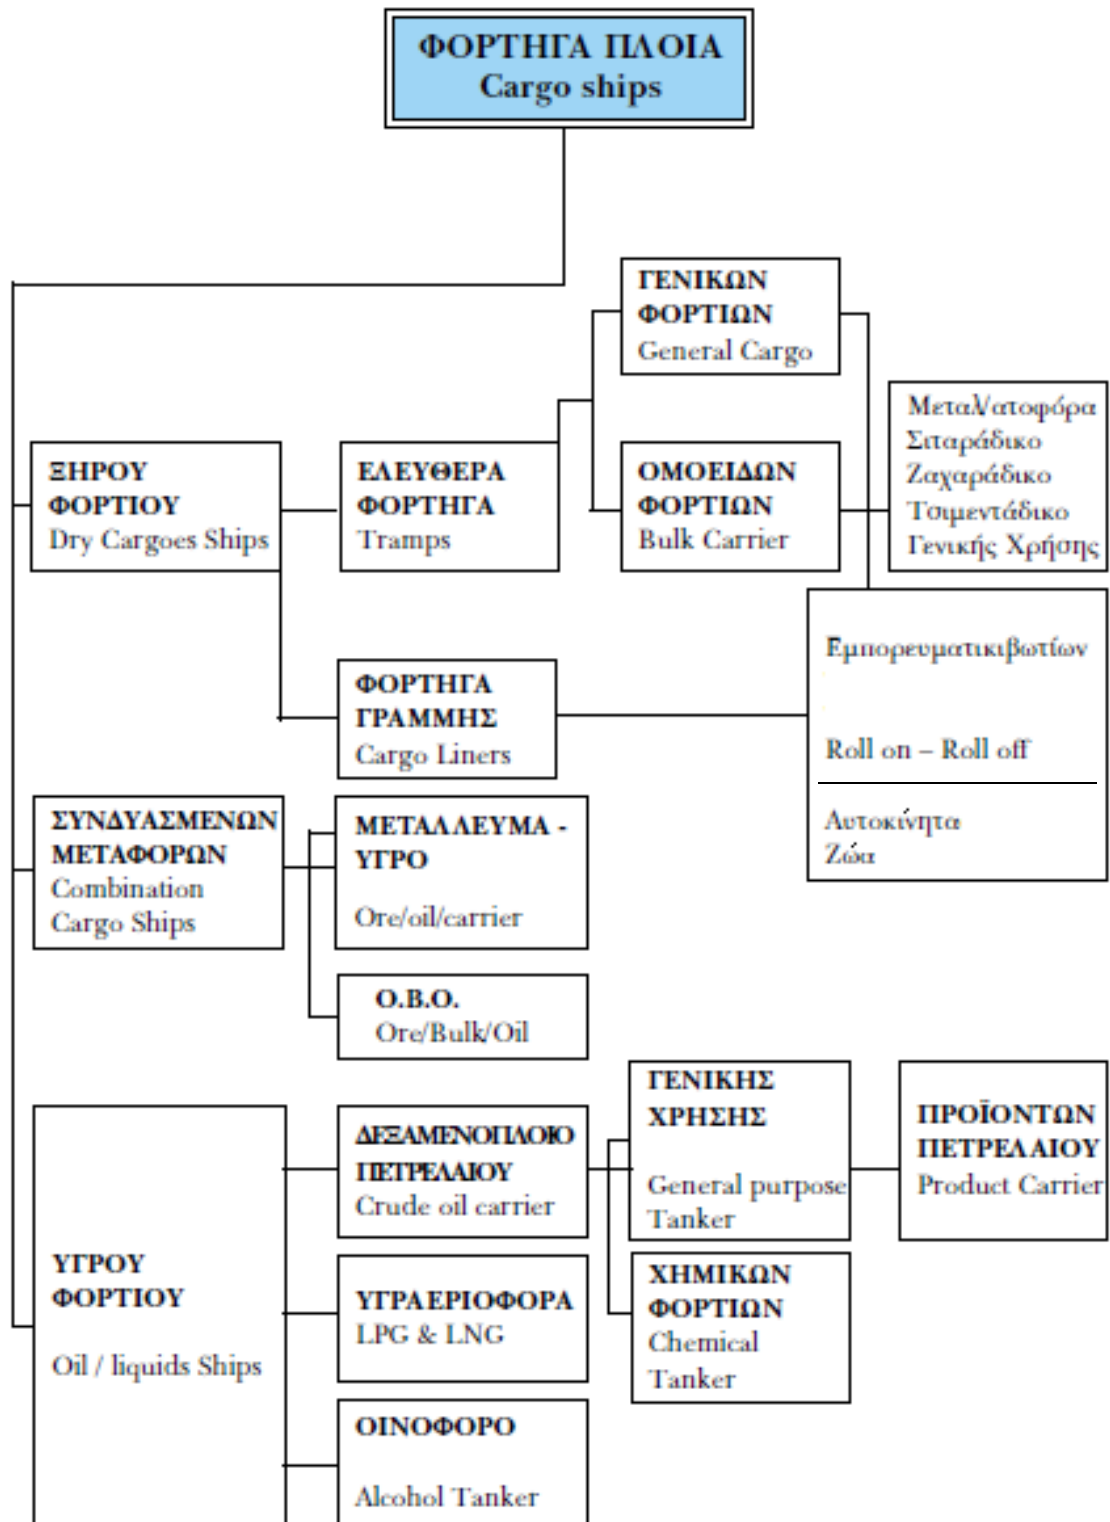 ΦΟΡΤΗΓΑ ΠΛΟΙΑ
Cargo ships
ΞΗΡΟΥ
ΦΟΡΤΙΟΥ
Dry Cargoes Ships
ΕΛΕΥΘΕΡΑ
ΦΟΡΤΗΓΑ
Tramps
ΓΕΝΙΚΩΝ
ΦΟΡΤΙΩΝ
General Cargo
ΟΜΟΕΙΔΩΝ
ΦΟΡΤΙΩΝ
Bulk Carrier
Μεταλ/ατοφόρα
Σιταράδικο
Ζαχαράδικο
Τσιμεντάδικο
Γενικής Χρήσης
ΦΟΡΤΗΓΑ
ΓΡΑΜΜΗΣ
Cargo Liners
Εμπορευματικιβωτίων
Roll on – Roll off
Αυτοκίνητα
Ζώα
ΣΥΝΔΥΑΣΜΕΝΩΝ
ΜΕΤΑΦΟΡΩΝ
Combination
Cargo Ships
ΜΕΤΑΛΛΕΥΜΑ -
ΥΓΡΟ
Ore/oil/carrier
O.B.O.
Ore/Bulk/Oil
ΥΓΡΟΥ
ΦΟΡΤΙΟΥ
Oil / liquids Ships
ΔΕΞΑΜΕΝΟΠΛΟΙΟ
ΠΕΤΡΕΛΑΙΟΥ
Crude oil carrier
ΓΕΝΙΚΗΣ
ΧΡΗΣΗΣ
General purpose
Tanker
ΠΡΟΪΟΝΤΩΝ
ΠΕΤΡΕΛΑΙΟΥ
Product Carrier
ΧΗΜΙΚΩΝ
ΦΟΡΤΙΩΝ
Chemical
Tanker
ΥΓΡΑΕΡΙΟΦΟΡΑ
LPG & LNG
ΟΙΝΟΦΟΡΟ
Alcohol Tanker